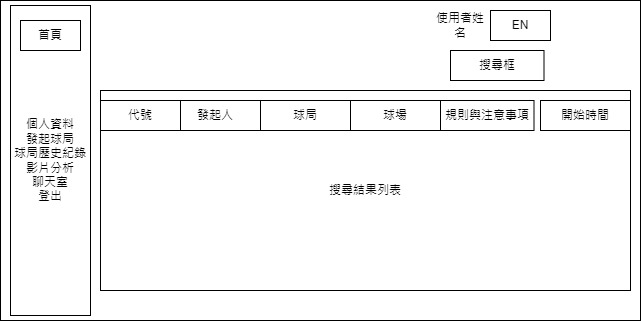 首頁
個人資料
發起球局
球局歷史紀錄
影片分析
聊天室
登出
使用者姓
名
EN
搜尋框
代號
發起人
球局
球場
規則與注意事項
開始時間
搜尋結果列表